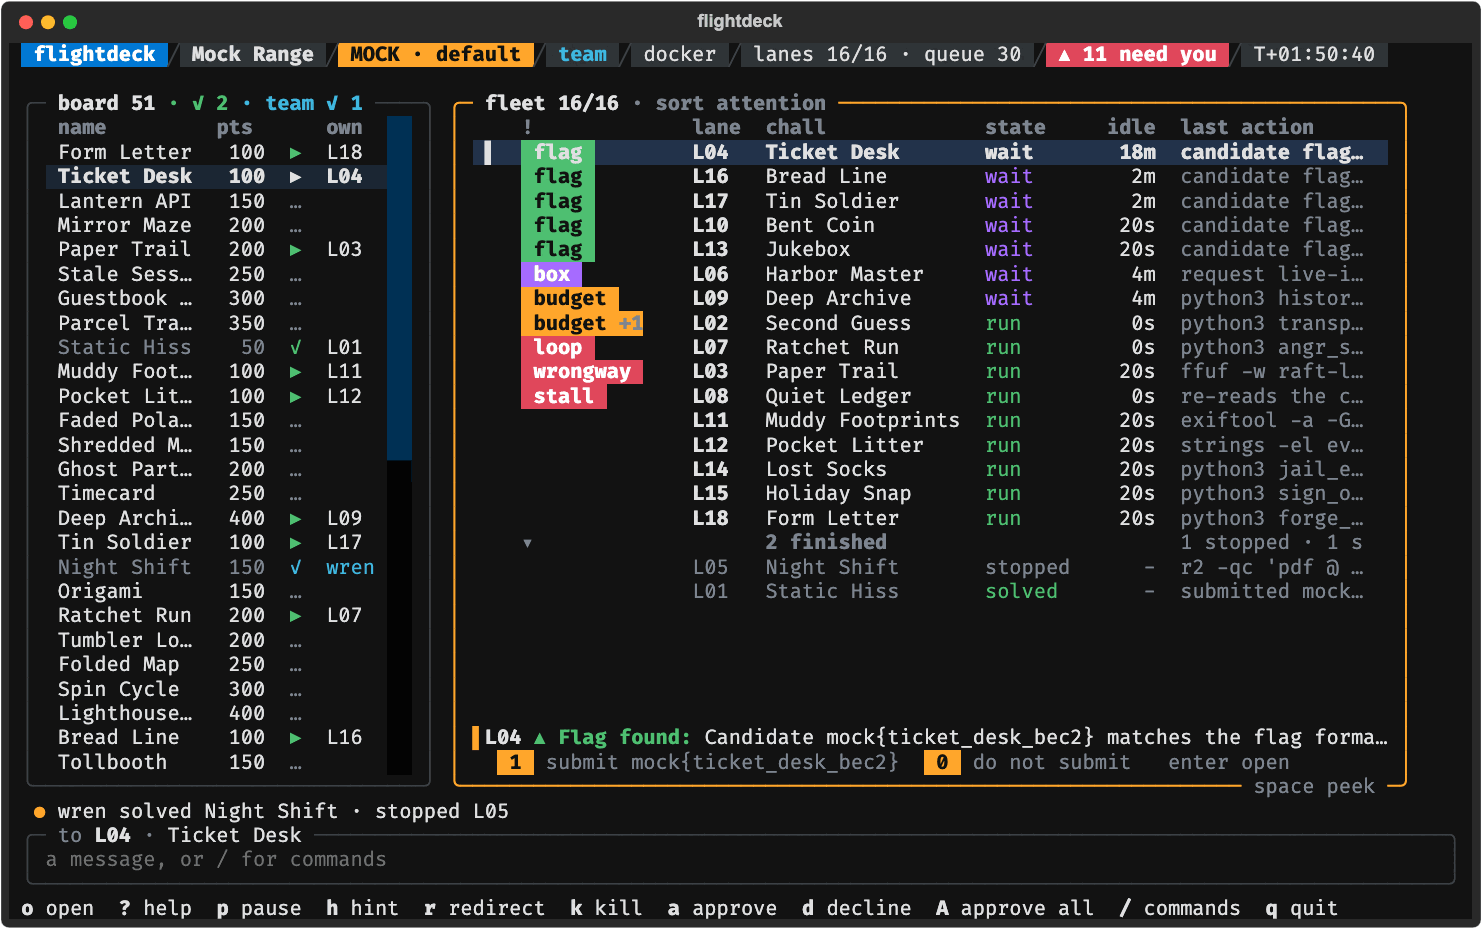 flightdeck
flightdeck Mock Range MOCK · default team docker lanes 16/16 · queue 30 ▲ 11 need you T+01:50:40
board 51 · √ 2 · team √ 1
name pts own
Form Letter 100 ▶ L18
Ticket Desk 100 ▶ L04
Lantern API 150 …
Mirror Maze 200 …
Paper Trail 200 ▶ L03
Stale Sess… 250 …
Guestbook … 300 …
Parcel Tra… 350 …
Static Hiss 50 √ L01
Muddy Foot… 100 ▶ L11
Pocket Lit… 100 ▶ L12
Faded Pola… 150 …
Shredded M… 150 …
Ghost Part… 200 …
Timecard 250 …
Deep Archi… 400 ▶ L09
Tin Soldier 100 ▶ L17
Night Shift 150 √ wren
Origami 150 …
Ratchet Run 200 ▶ L07
Tumbler Lo… 200 …
Folded Map 250 …
Spin Cycle 300 …
Lighthouse… 400 …
Bread Line 100 ▶ L16
Tollbooth 150 …
fleet 16/16 · sort attention
! lane chall state idle last action
flag L04 Ticket Desk wait 18m candidate flag…
flag L16 Bread Line wait 2m candidate flag…
flag L17 Tin Soldier wait 2m candidate flag…
flag L10 Bent Coin wait 20s candidate flag…
flag L13 Jukebox wait 20s candidate flag…
box L06 Harbor Master wait 4m request live-i…
budget L09 Deep Archive wait 4m python3 histor…
budget +1 L02 Second Guess run 0s python3 transp…
loop L07 Ratchet Run run 0s python3 angr_s…
wrongway L03 Paper Trail run 20s ffuf -w raft-l…
stall L08 Quiet Ledger run 0s re-reads the c…
L11 Muddy Footprints run 20s exiftool -a -G…
L12 Pocket Litter run 20s strings -el ev…
L14 Lost Socks run 20s python3 jail_e…
L15 Holiday Snap run 20s python3 sign_o…
L18 Form Letter run 20s python3 forge_…
▼ 2 finished 1 stopped · 1 s
L05 Night Shift stopped – r2 -qc 'pdf @ …
L01 Static Hiss solved – submitted mock…
L04 ▲ Flag found: Candidate mock{ticket_desk_bec2} matches the flag forma…
1 submit mock{ticket_desk_bec2} 0 do not submit enter open
space peek
● wren solved Night Shift · stopped L05
to L04 · Ticket Desk
a message, or / for commands
o open ? help p pause h hint r redirect k kill a approve d decline A approve all / commands q quit